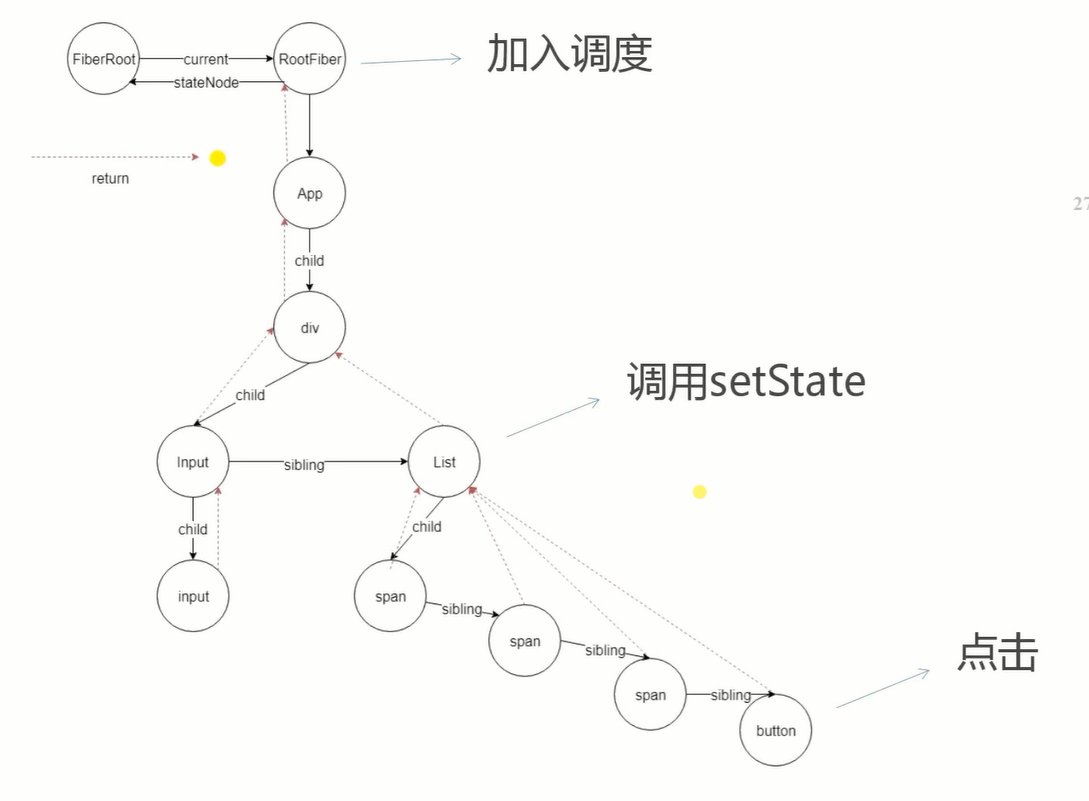 FiberRoot
current
RootFiber
加入调度
stateNode
return
App
27
child
div
child
调用setState
Input
sibling
List
child
child
input
span
sibling
span
sibling
点击
span
sibling
button